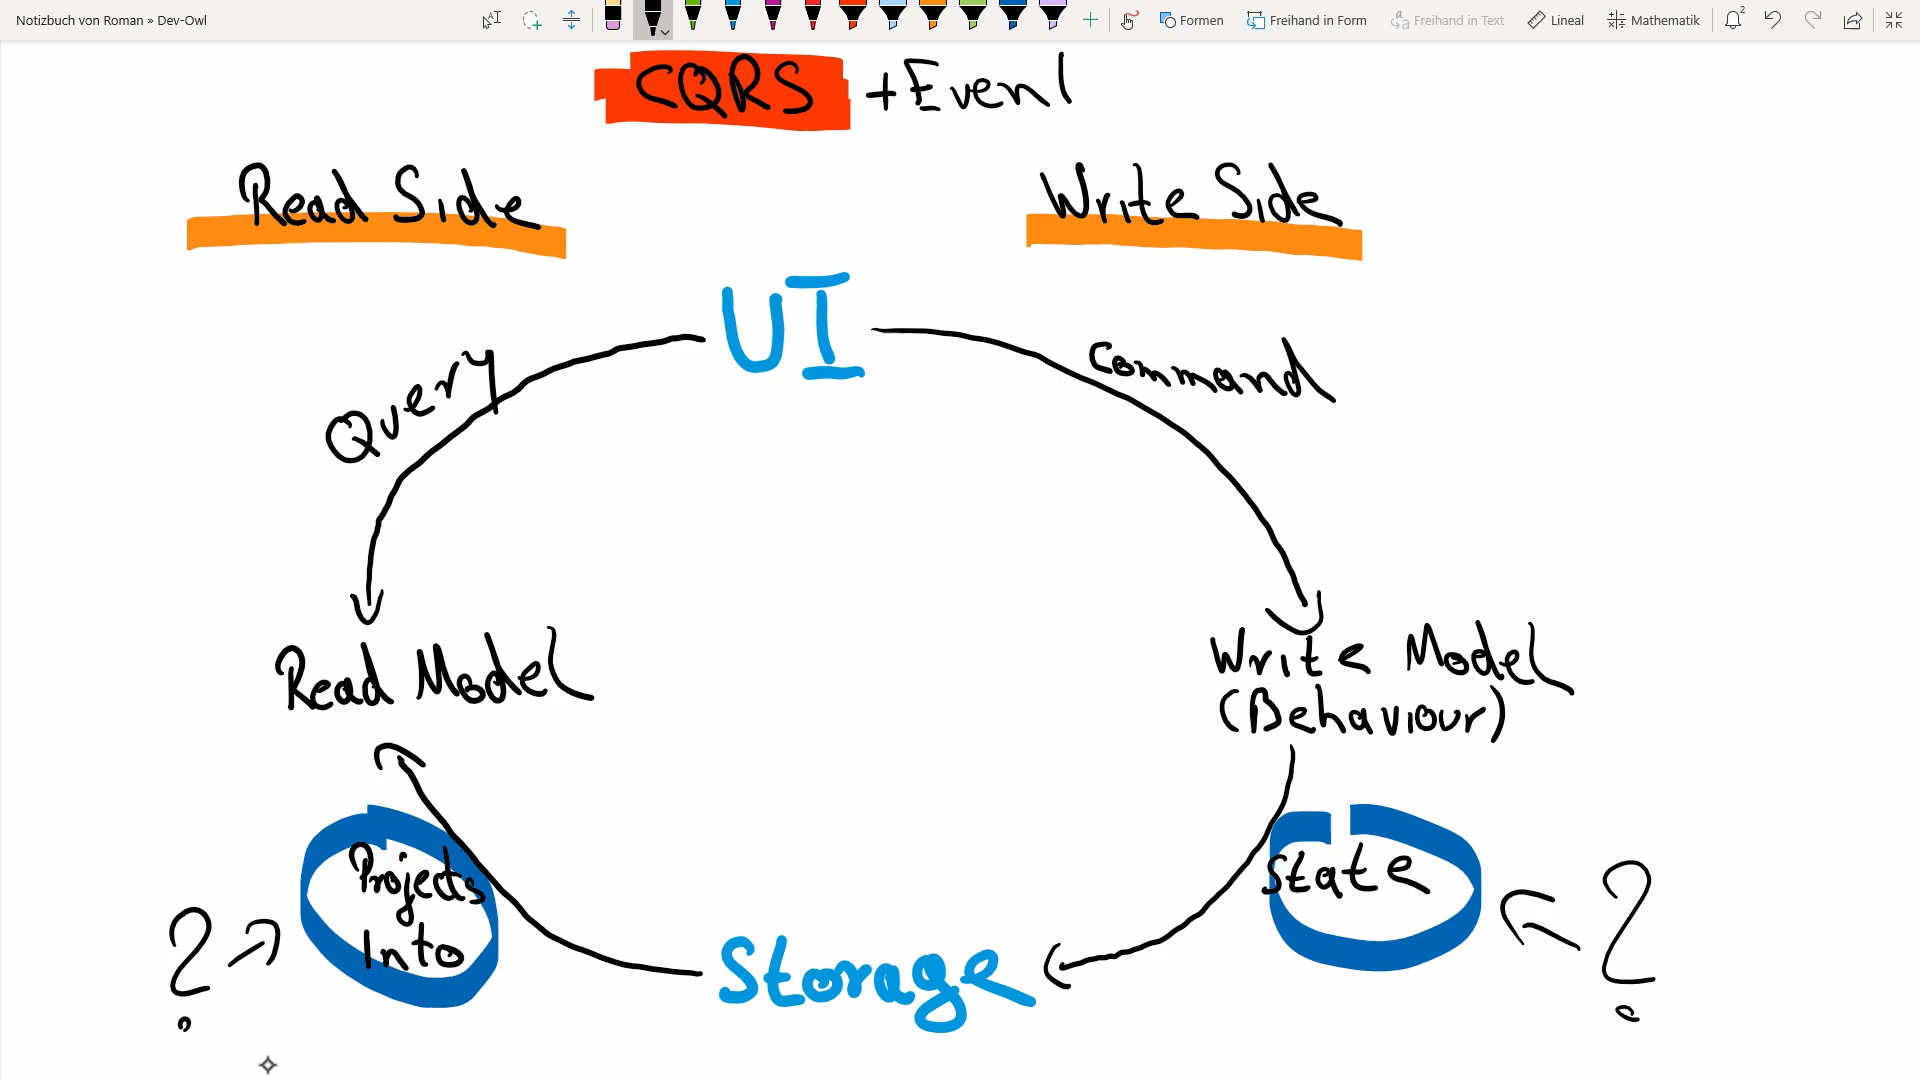 Notizbuch von Roman » Dev-Owl
Formen
Freihand in Form
Freihand in Text
Lineal
Mathematik
2
CQRS + Event
Read Side
Write Side
UI
Query
Command
Read Model
Write Model
(Behaviour)
Projects
Into
State
?
?
Storage